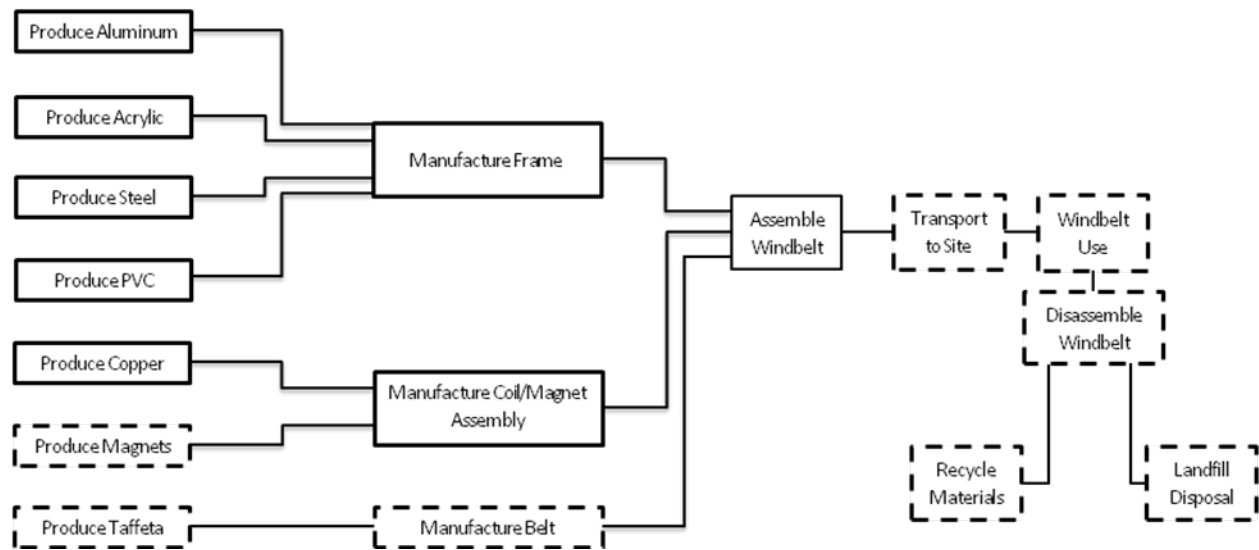 Produce Aluminum
Produce Acrylic
Produce Steel
Produce PVC
Produce Copper
Produce Magnets
Produce Taffeta
Manufacture Frame
Manufacture Coil/Magnet
Assembly
Manufacture Belt
Assemble
Windbelt
Transport
to Site
Windbelt
Use
Disassemble
Windbelt
Recycle
Materials
Landfill
Disposal